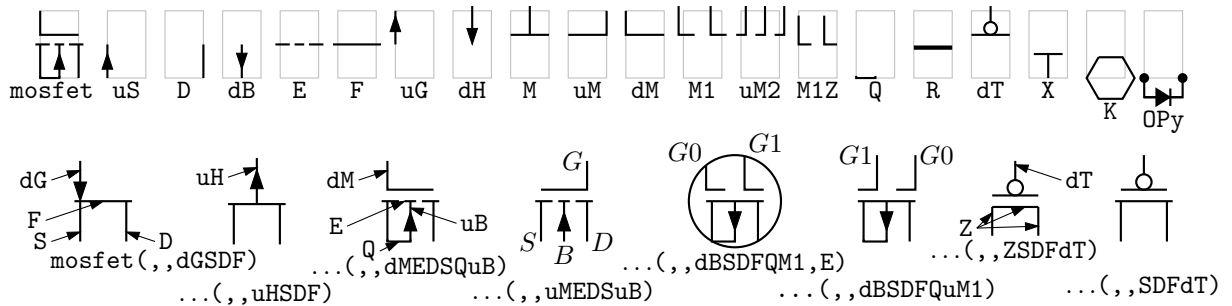 mosfet uS D dB E F uG dH M uM dM M1 uM2 M1Z Q R dT X K OPy
dG F S D mosfet(,,dGSDF)
uH ...(,,uHSDF)
dM E Q uB ...(,,dMEDSQuB)
G S B D ...(,,uMEDSuB)
G0 G1 ...(,,dBSDFQM1,E)
G1 G0 ...(,,dBSDFQuM1)
dT Z ...(,,ZSDFdT)
...(,,SDFdT)